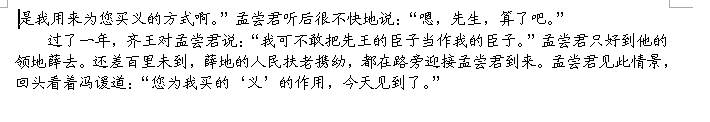 是我用来为您买义的方式啊。”孟尝君听后很不快地说：“嗯，先生，算了吧。”
过了一年，齐王对孟尝君说：“我可不敢把先王的臣子当作我的臣子。”孟尝君只好到他的
领地薛去。还差百里未到，薛地的人民扶老携幼，都在路旁迎接孟尝君到来。孟尝君见此情景，
回头看着冯谖道：“您为我买的‘义’的作用，今天见到了。”